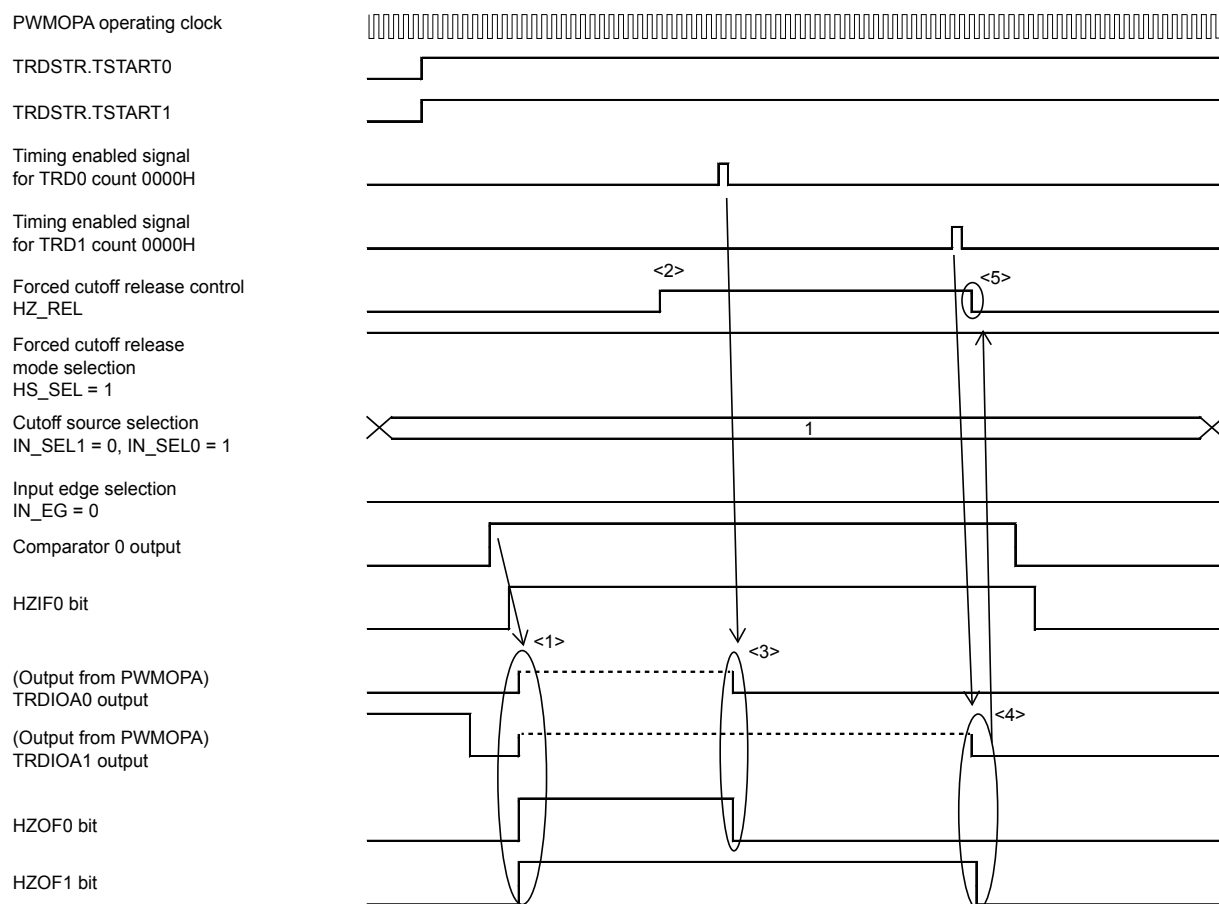 PWMOPA operating clock
TRDSTR.TSTART0
TRDSTR.TSTART1
Timing enabled signal
for TRD0 count 0000H
Timing enabled signal
for TRD1 count 0000H
<2>
<5>
Forced cutoff release control
HZ_REL
Forced cutoff release
mode selection
HS_SEL = 1
Cutoff source selection
IN_SEL1 = 0, IN_SEL0 = 1
1
Input edge selection
IN_EG = 0
Comparator 0 output
HZIF0 bit
<1>
<3>
(Output from PWMOPA)
TRDIOA0 output
<4>
(Output from PWMOPA)
TRDIOA1 output
HZOF0 bit
HZOF1 bit